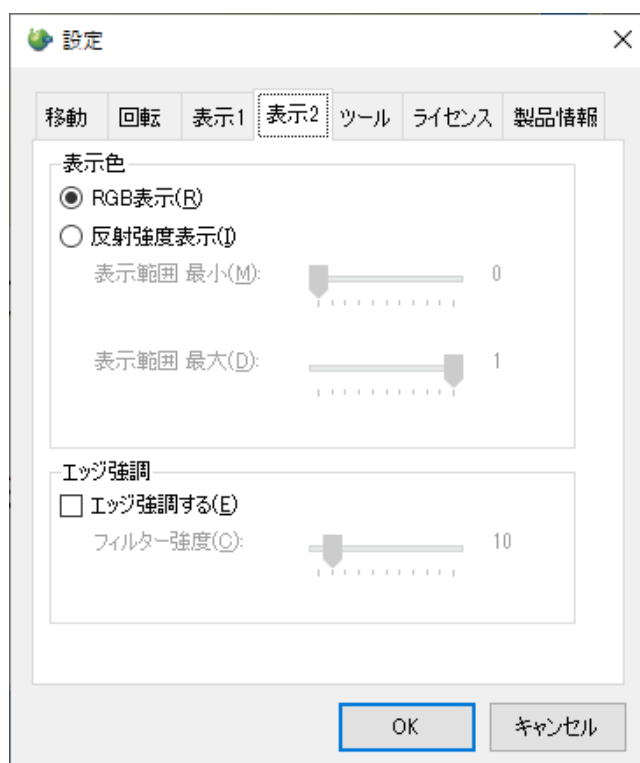 設定
移動 回転 表示1 表示2 ツール ライセンス 製品情報
表示色
RGB表示(R)
反射強度表示(I)
表示範囲 最小(M): 0
表示範囲 最大(D): 1
エッジ強調
エッジ強調する(E)
フィルター強度(C): 10
OK キャンセル